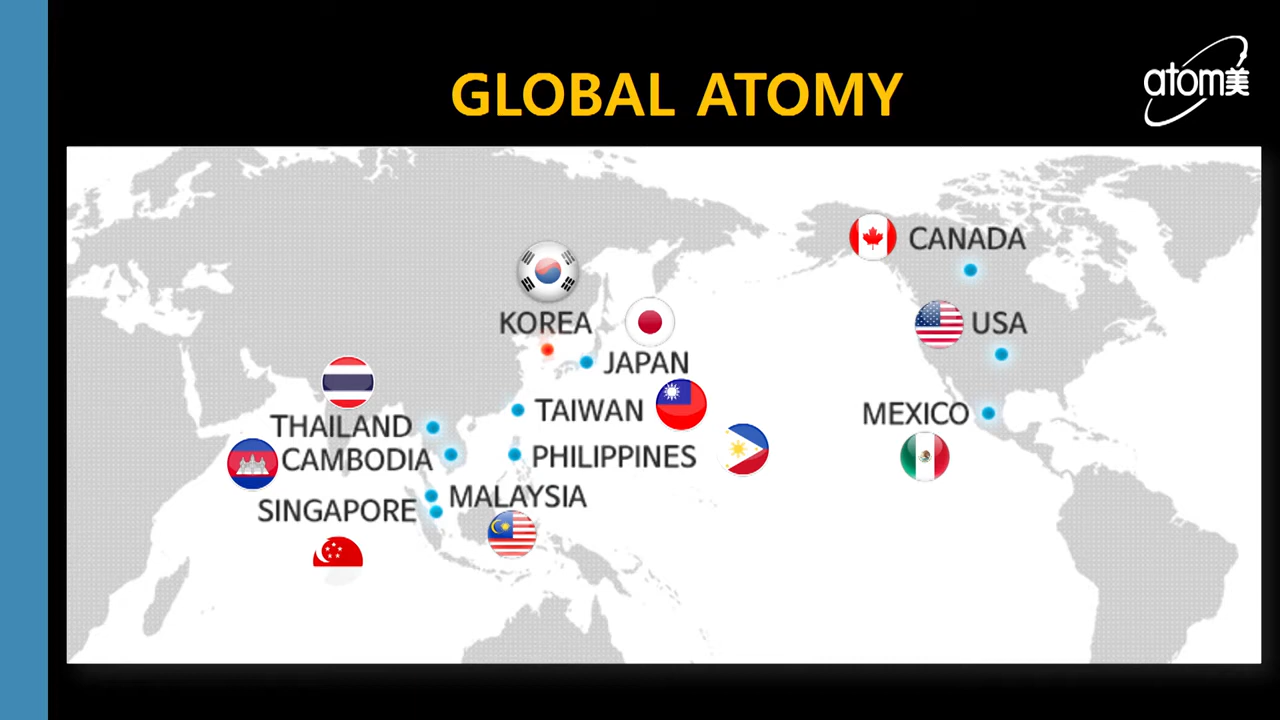 GLOBAL ATOMY
atom美
CANADA
KOREA
USA
JAPAN
TAIWAN
MEXICO
THAILAND
CAMBODIA
PHILIPPINES
MALAYSIA
SINGAPORE